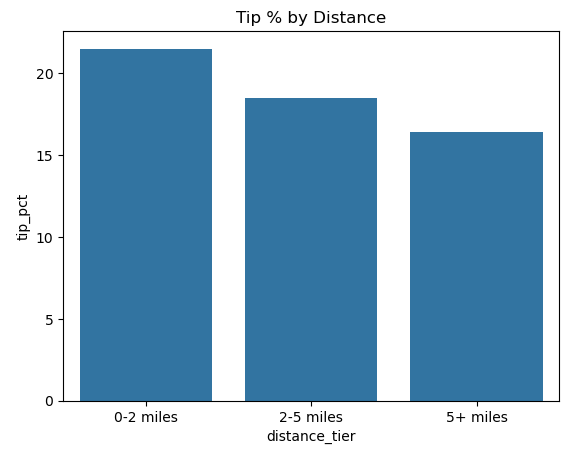 Tip % by Distance
tip_pct
20
15
10
5
0
0-2 miles
2-5 miles
5+ miles
distance_tier